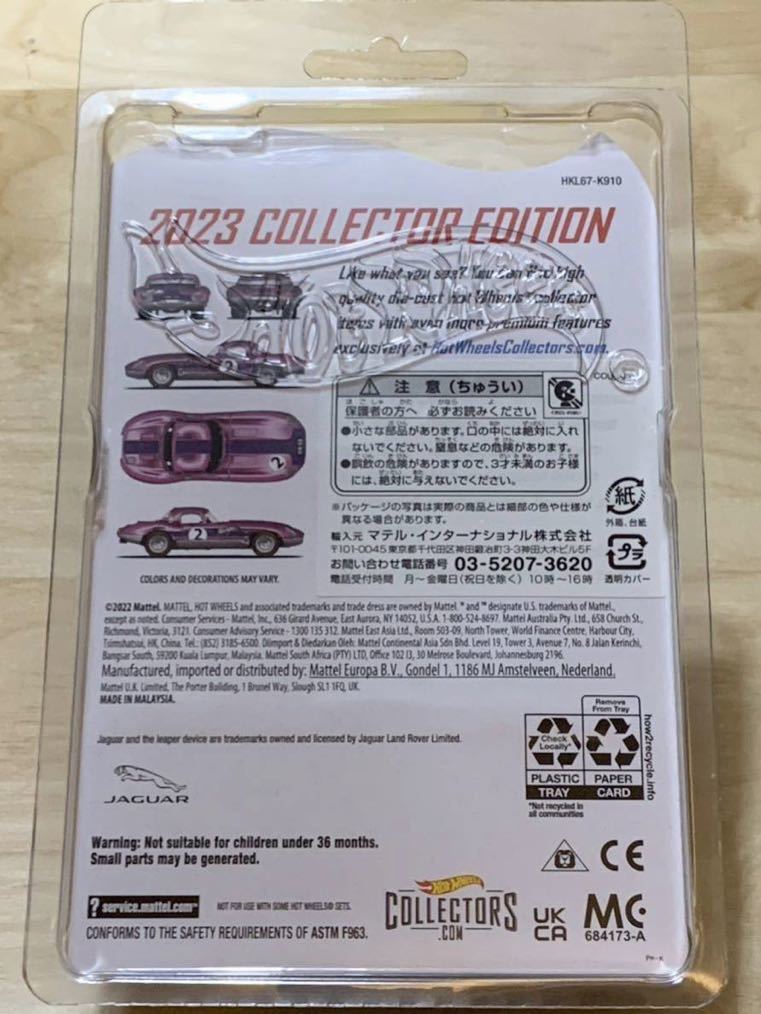 HKL67-K910
2023 COLLECTOR EDITION
Like what you see? You can find high
quality die-cast Hot Wheels collector
items with even more premium features
exclusively at HotWheelsCollectors.com.
2
2
2
COLORS AND DECORATIONS MAY VARY.
注 意 (ちゅうい)
保護者の方へ 必ずお読みください
●小さな部品があります。口の中には絶対に入れ
ないでください。窒息などの危険があります。
●誤飲の危険がありますので、3才未満のお子様
には、絶対に与えないでください。
※パッケージの写真は実際の商品とは細部の色や仕様が
異なる場合があります。
輸入元 マテル・インターナショナル株式会社
〒101-0045 東京都千代田区神田鍛冶町3-3神田大木ビル5F
お問い合わせ電話番号 03-5207-3620
電話受付時間 月〜金曜日(祝日を除く)10時〜16時
紙
外箱、台紙
プラ
透明カバー
©2022 Mattel. MATTEL, HOT WHEELS and associated trademarks and trade dress are owned by Mattel. ® and ™ designate U.S. trademarks of Mattel,
except as noted. Consumer Services - Mattel, Inc., 636 Girard Avenue, East Aurora, NY 14052, U.S.A. 1-800-524-8697. Mattel Australia Pty. Ltd., 658 Church St.,
Richmond, Victoria, 3121. Consumer Advisory Service - 1300 135 312. Mattel East Asia Ltd., Room 503-09, North Tower, World Finance Centre, Harbour City,
Tsimshatsui, HK, China. Tel.: (852) 3185-6500. Diimport & Diedarkan Oleh: Mattel Continental Asia Sdn Bhd. Level 19, Tower 3, Avenue 7, No. 8 Jalan Kerinchi,
Bangsar South, 59200 Kuala Lumpur, Malaysia. Mattel South Africa (PTY) LTD, Office 102 I3, 30 Melrose Boulevard, Johannesburg 2196.
Manufactured, imported or distributed by: Mattel Europa B.V., Gondel 1, 1186 MJ Amstelveen, Nederland.
Mattel U.K. Limited, The Porter Building, 1 Brunel Way, Slough SL1 1FQ, UK.
MADE IN MALAYSIA.
Jaguar and the leaper device are trademarks owned and licensed by Jaguar Land Rover Limited.
JAGUAR
Remove
From Tray
Check
Locally*
PLASTIC
TRAY
PAPER
CARD
*Not recycled in
all communities
how2recycle.info
Warning: Not suitable for children under 36 months.
Small parts may be generated.
CE
? service.mattel.com™
NOT FOR USE WITH SOME HOT WHEELS® SETS.
CONFORMS TO THE SAFETY REQUIREMENTS OF ASTM F963.
HOT WHEELS
COLLECTORS
.COM
UK
CA
MC
684173-A